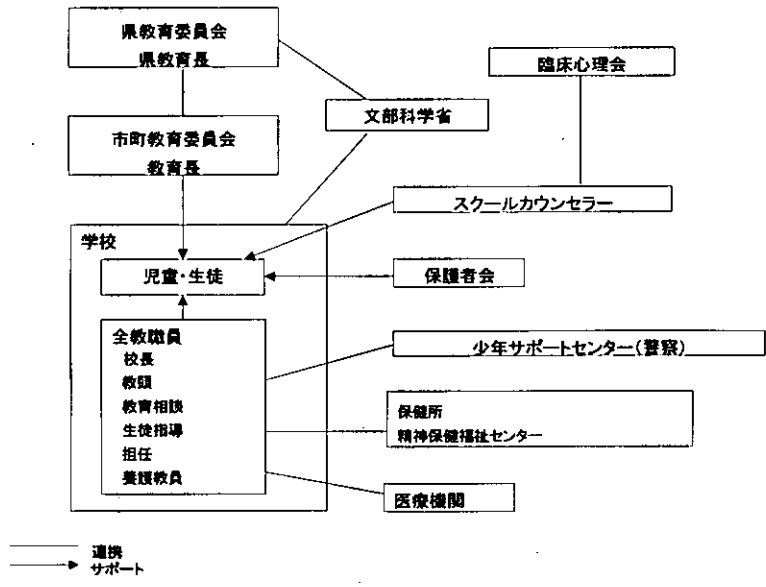 県教育委員会
県教育長
臨床心理会
文部科学省
市町教育委員会
教育長
スクールカウンセラー
学校
児童・生徒
保護者会
全教職員
校長
教頭
教育相談
生徒指導
担任
養護教員
少年サポートセンター(警察)
保健所
精神保健福祉センター
医療機関
連携
サポート